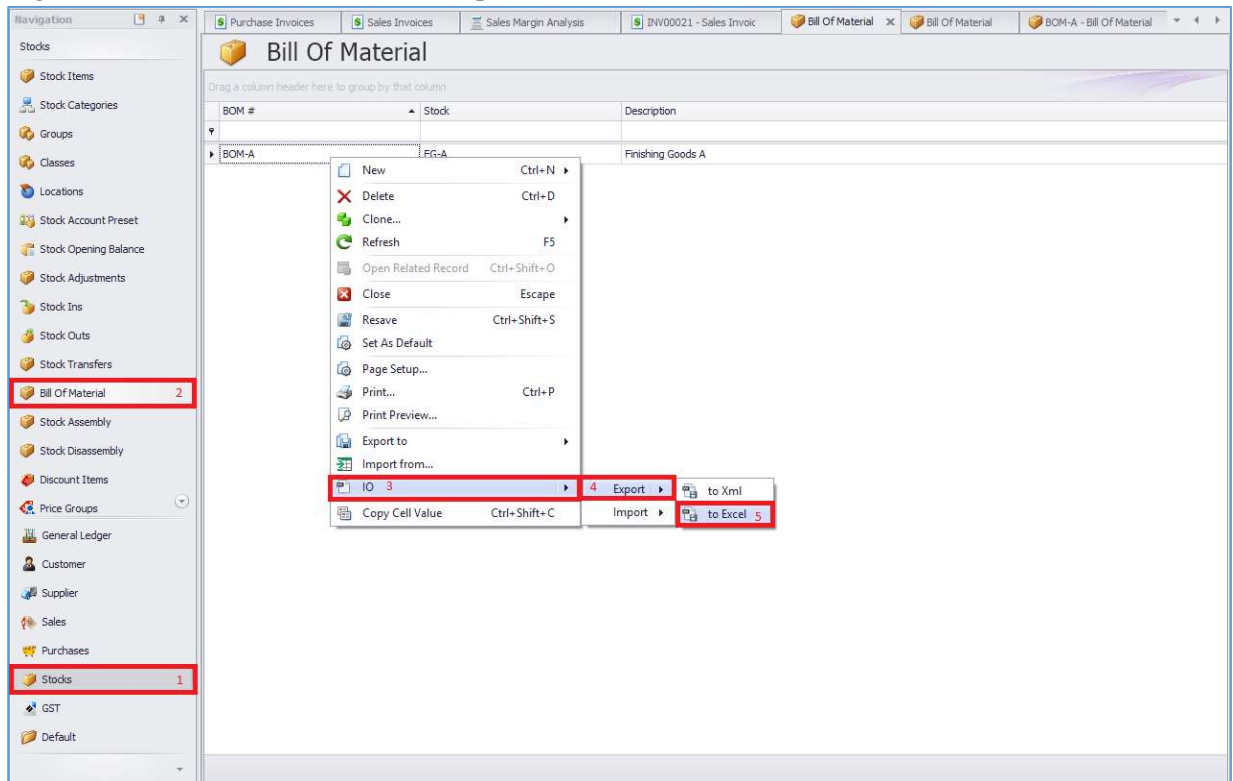 Navigation
Stocks
Stock Items
Stock Categories
Groups
Classes
Locations
Stock Account Preset
Stock Opening Balance
Stock Adjustments
Stock Ins
Stock Outs
Stock Transfers
Bill Of Material 2
Stock Assembly
Stock Disassembly
Discount Items
Price Groups
General Ledger
Customer
Supplier
Sales
Purchases
Stocks 1
GST
Default
Purchase Invoices Sales Invoices Sales Margin Analysis INV00021 - Sales Invoic Bill Of Material Bill Of Material BOM-A - Bill Of Material
Bill Of Material
Drag a column header here to group by that column
BOM # Stock Description
BOM-A FG-A Finishing Goods A
New Ctrl+N
Delete Ctrl+D
Clone...
Refresh F5
Open Related Record Ctrl+Shift+O
Close Escape
Resave Ctrl+Shift+S
Set As Default
Page Setup...
Print... Ctrl+P
Print Preview...
Export to
Import from...
IO 3
Copy Cell Value Ctrl+Shift+C
4 Export
Import
to Xml
to Excel 5